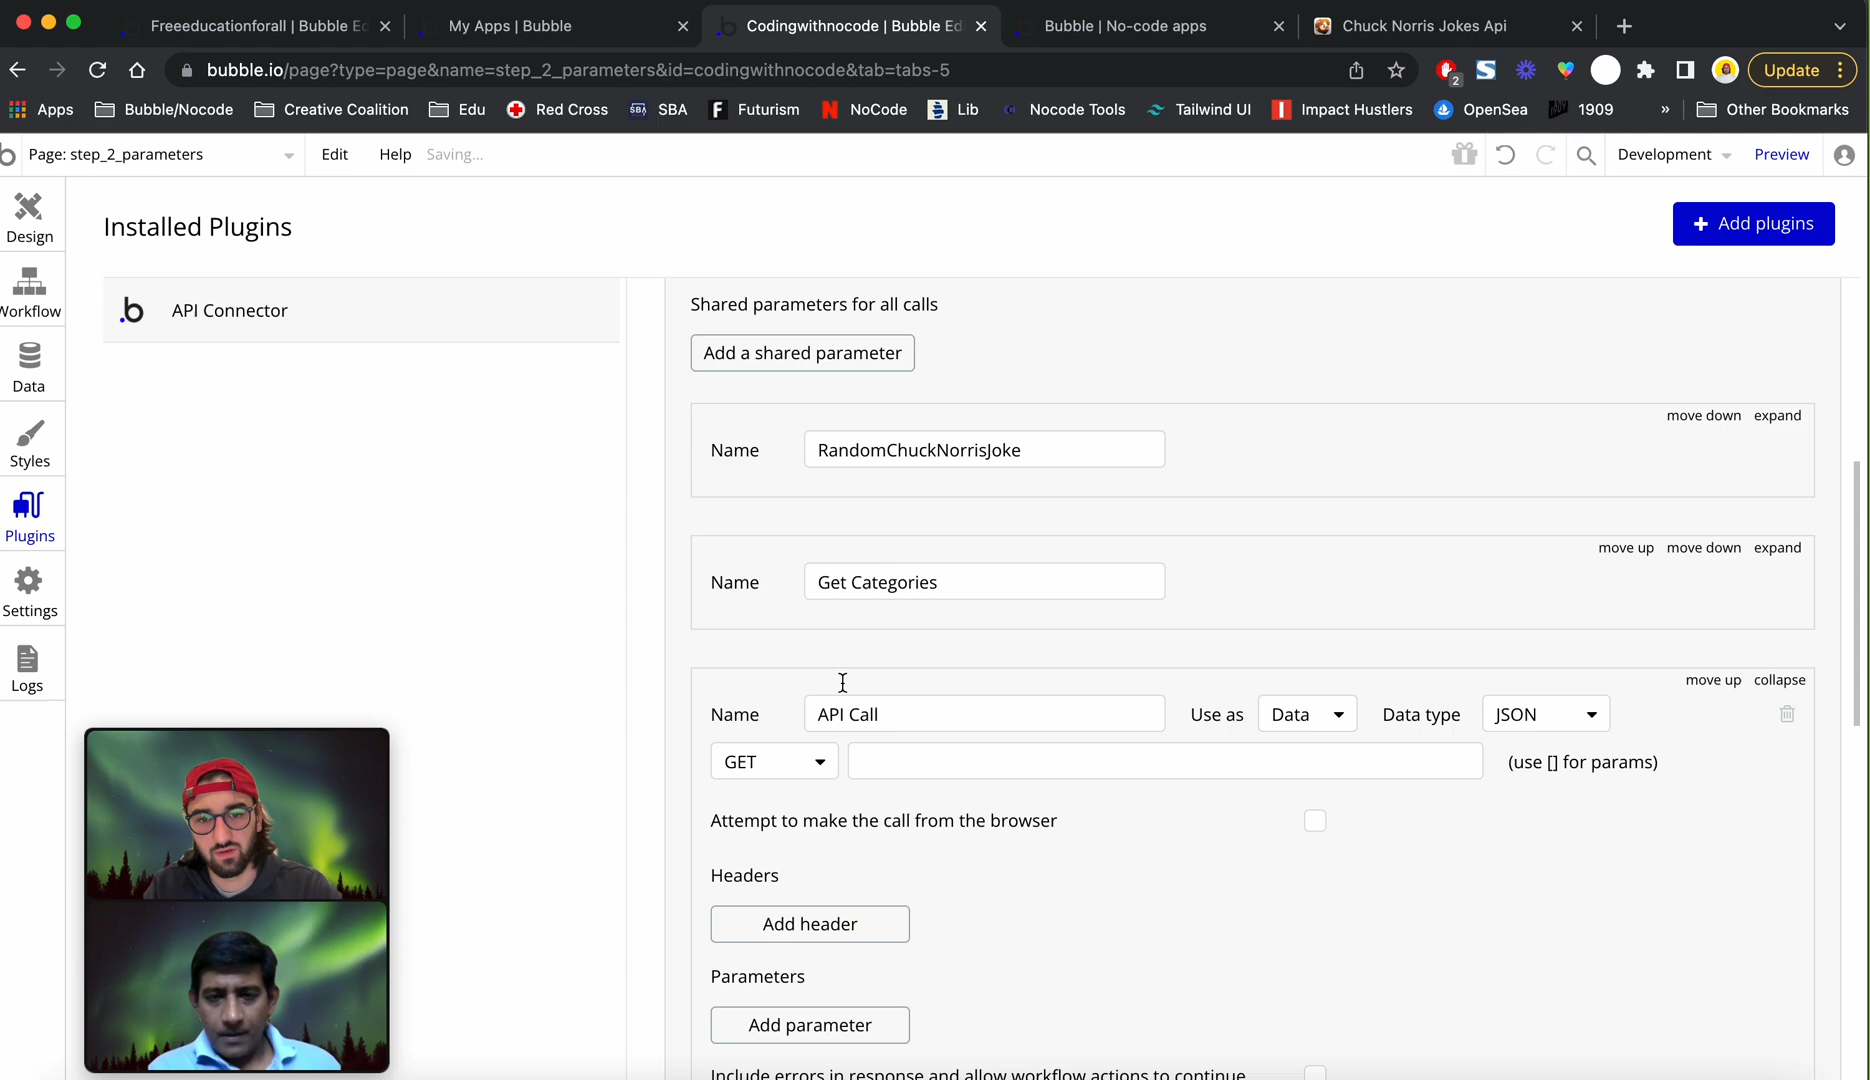 Freeeducationforall | Bubble Ed
My Apps | Bubble
Codingwithnocode | Bubble Edi
Bubble | No-code apps
Chuck Norris Jokes Api
bubble.io/page?type=page&name=step_2_parameters&id=codingwithnocode&tab=tabs-5
2
Update
Apps
Bubble/Nocode
Creative Coalition
Edu
Red Cross
SBA
SBA
Futurism
NoCode
Lib
Nocode Tools
Tailwind UI
Impact Hustlers
OpenSea
1909
»
Other Bookmarks
Page: step_2_parameters
Edit
Help
Saving...
Development
Preview
Design
Workflow
Data
Styles
Plugins
Settings
Logs
Installed Plugins
+ Add plugins
API Connector
Shared parameters for all calls
Add a shared parameter
move down expand
Name RandomChuckNorrisJoke
move up move down expand
Name Get Categories
move up collapse
Name API Call Use as Data Data type JSON
GET (use [] for params)
Attempt to make the call from the browser
Headers
Add header
Parameters
Add parameter
Include errors in response and allow workflow actions to continue